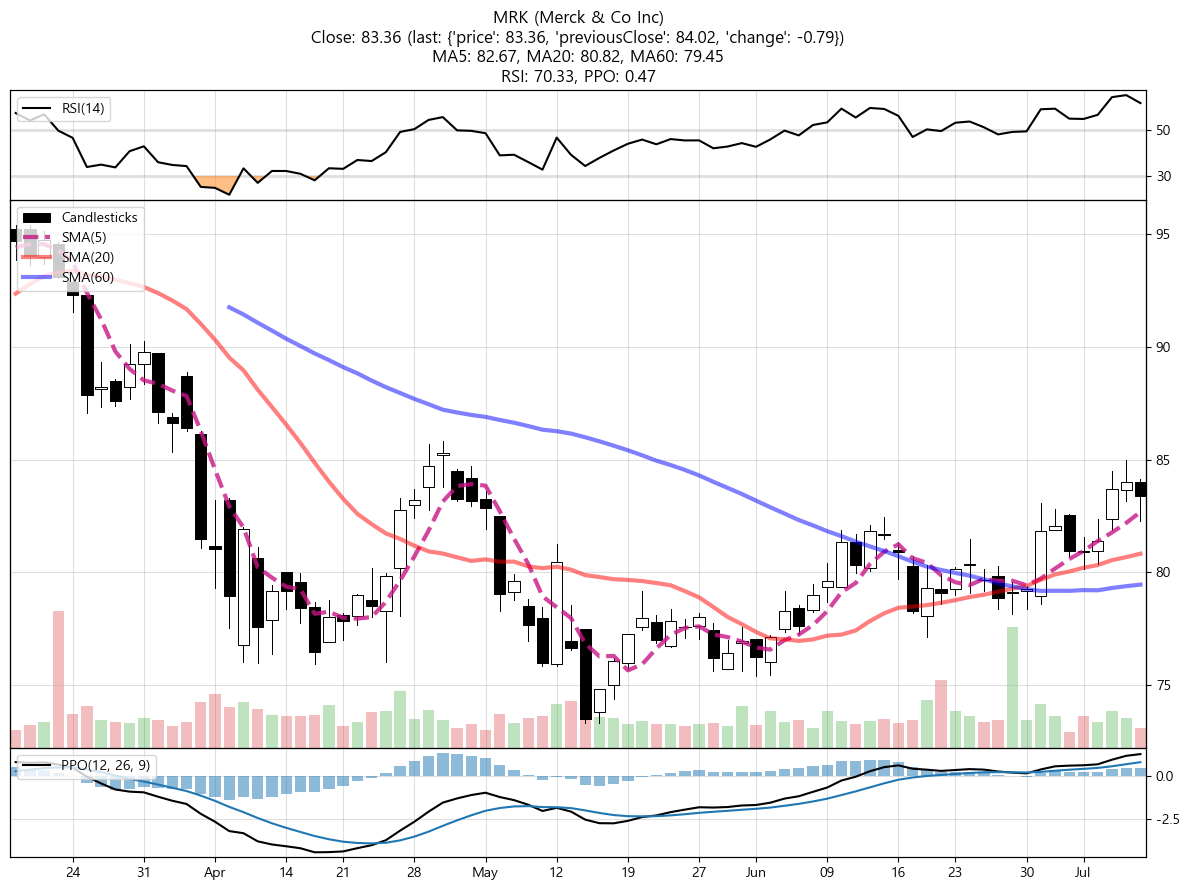 MRK (Merck & Co Inc)
Close: 83.36 (last: {'price': 83.36, 'previousClose': 84.02, 'change': -0.79})
MA5: 82.67, MA20: 80.82, MA60: 79.45
RSI: 70.33, PPO: 0.47
RSI(14)
50
30
Candlesticks
SMA(5)
SMA(20)
SMA(60)
95
90
85
80
75
PPO(12, 26, 9)
0.0
-2.5
24 31 Apr 14 21 28 May 12 19 27 Jun 09 16 23 30 Jul